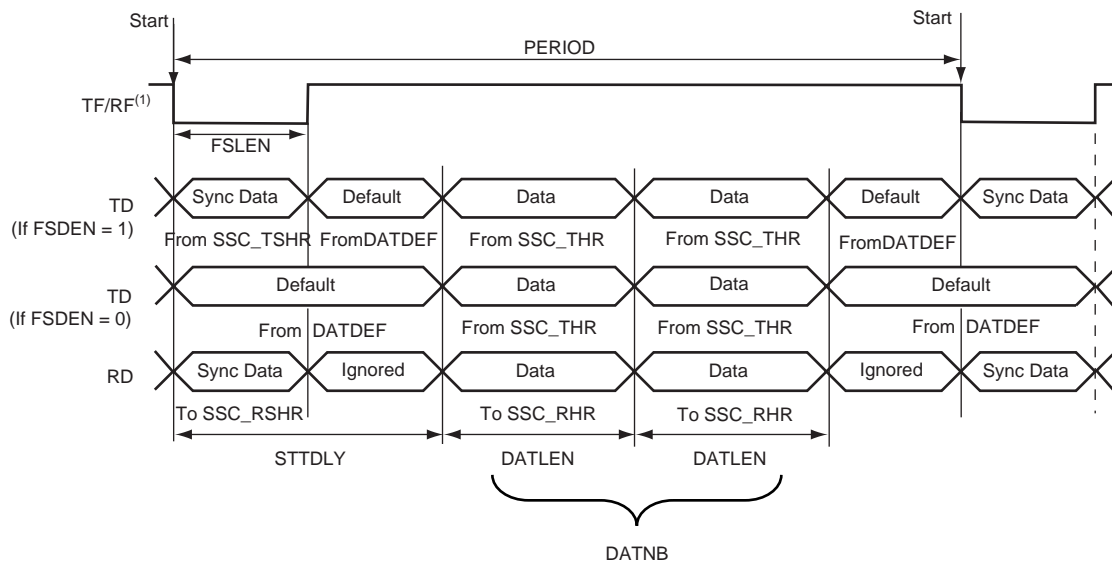 Start
Start
PERIOD
TF/RF(1)
FSLEN
TD
(If FSDEN = 1)
Sync Data
Default
Data
Data
Default
Sync Data
From SSC_TSHR
FromDATDEF
From SSC_THR
From SSC_THR
FromDATDEF
TD
(If FSDEN = 0)
Default
Data
Data
Default
From DATDEF
From SSC_THR
From SSC_THR
From DATDEF
RD
Sync Data
Ignored
Data
Data
Ignored
Sync Data
To SSC_RSHR
To SSC_RHR
To SSC_RHR
STTDLY
DATLEN
DATLEN
DATNB